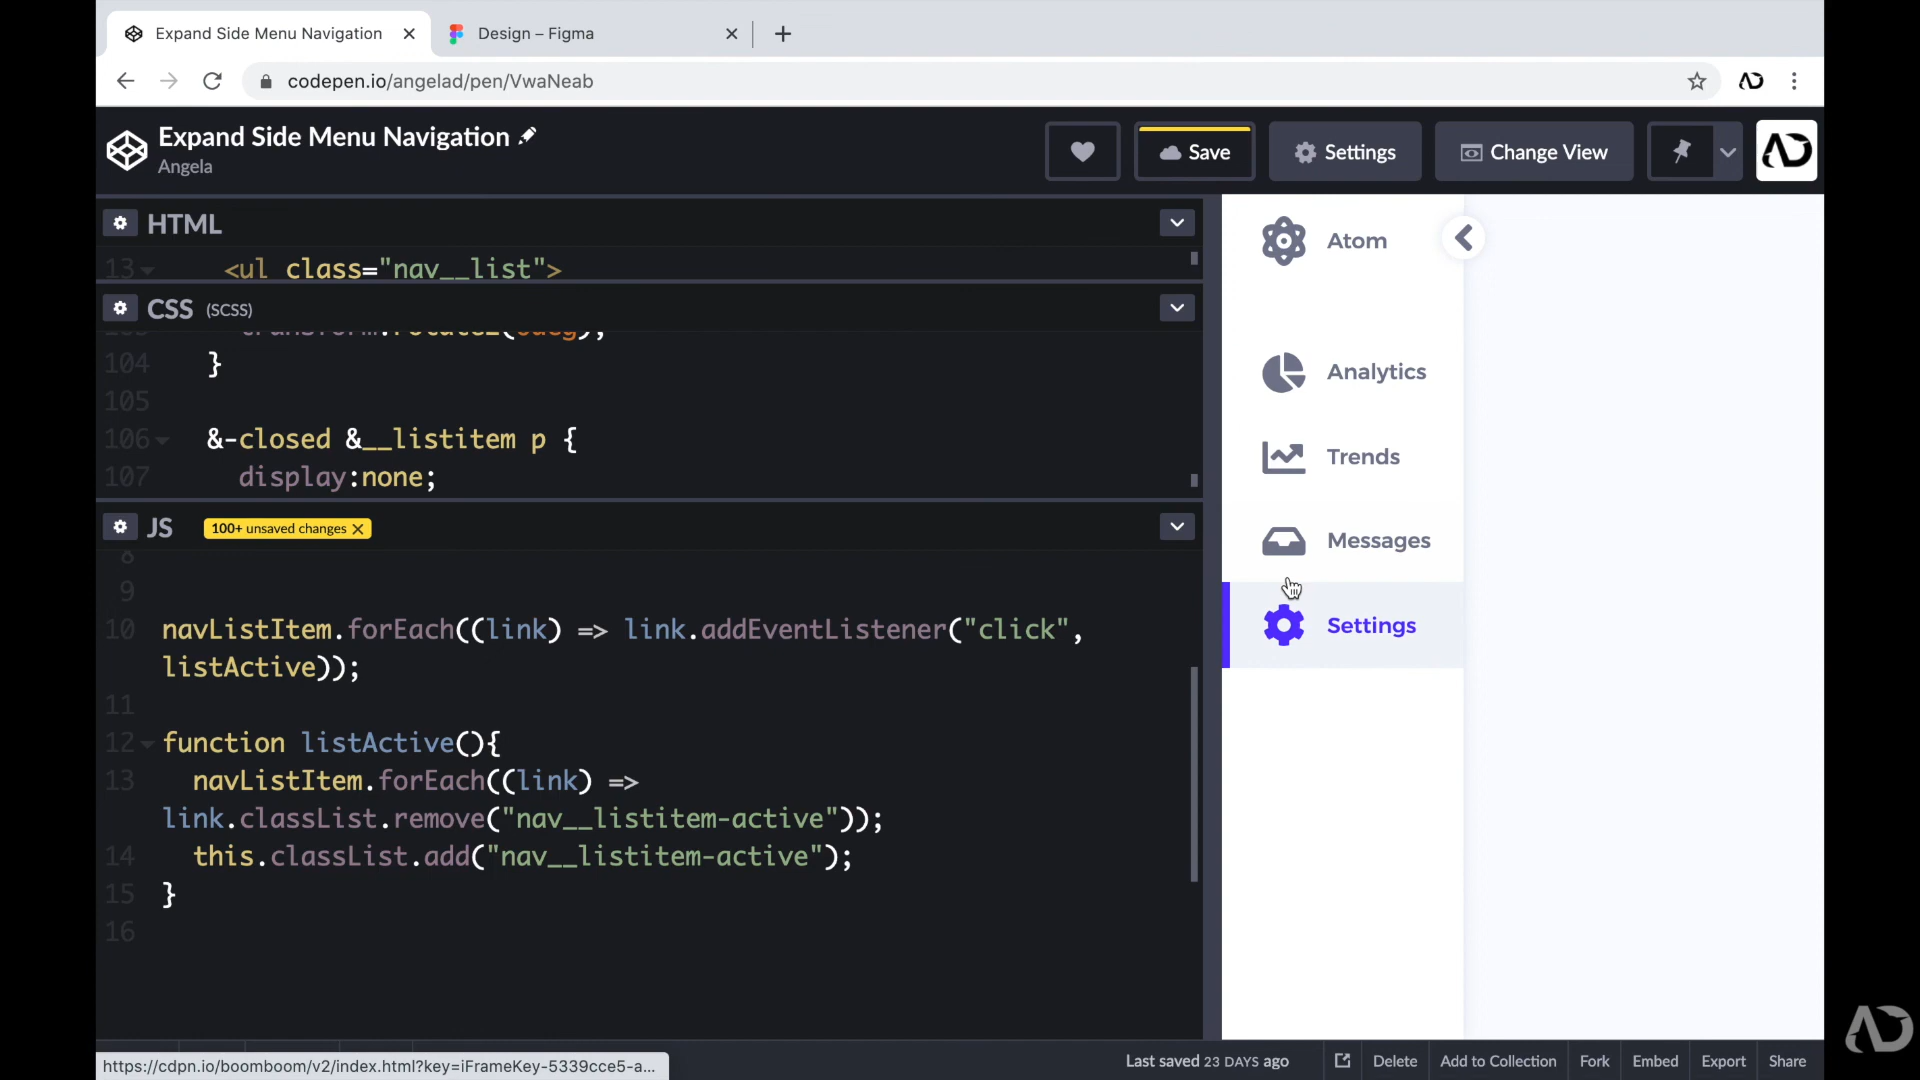 Expand Side Menu Navigation
Design – Figma
codepen.io/angelad/pen/VwaNeab
Expand Side Menu Navigation
Angela
Save
Settings
Change View
HTML
13
<ul class="nav__list">
CSS (SCSS)
104 }
105
106 &-closed &__listitem p {
107 display:none;
JS 100+ unsaved changes
8
9
10 navListItem.forEach((link) => link.addEventListener("click",
listActive));
11
12 function listActive(){
13 navListItem.forEach((link) =>
link.classList.remove("nav__listitem-active"));
14 this.classList.add("nav__listitem-active");
15 }
16
Atom
Analytics
Trends
Messages
Settings
https://cdpn.io/boomboom/v2/index.html?key=iFrameKey-5339cce5-a...
Last saved 23 DAYS ago
Delete
Add to Collection
Fork
Embed
Export
Share